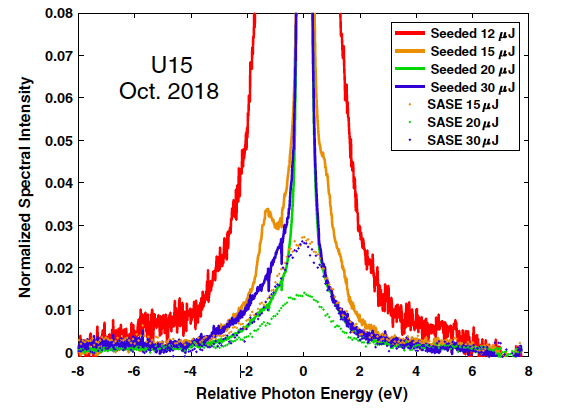 0.08
0.07
0.06
0.05
0.04
0.03
0.02
0.01
0
Normalized Spectral Intensity
U15
Oct. 2018
Seeded 12 μJ
Seeded 15 μJ
Seeded 20 μJ
Seeded 30 μJ
SASE 15 μJ
SASE 20 μJ
SASE 30 μJ
-8 -6 -4 -2 0 2 4 6 8
Relative Photon Energy (eV)